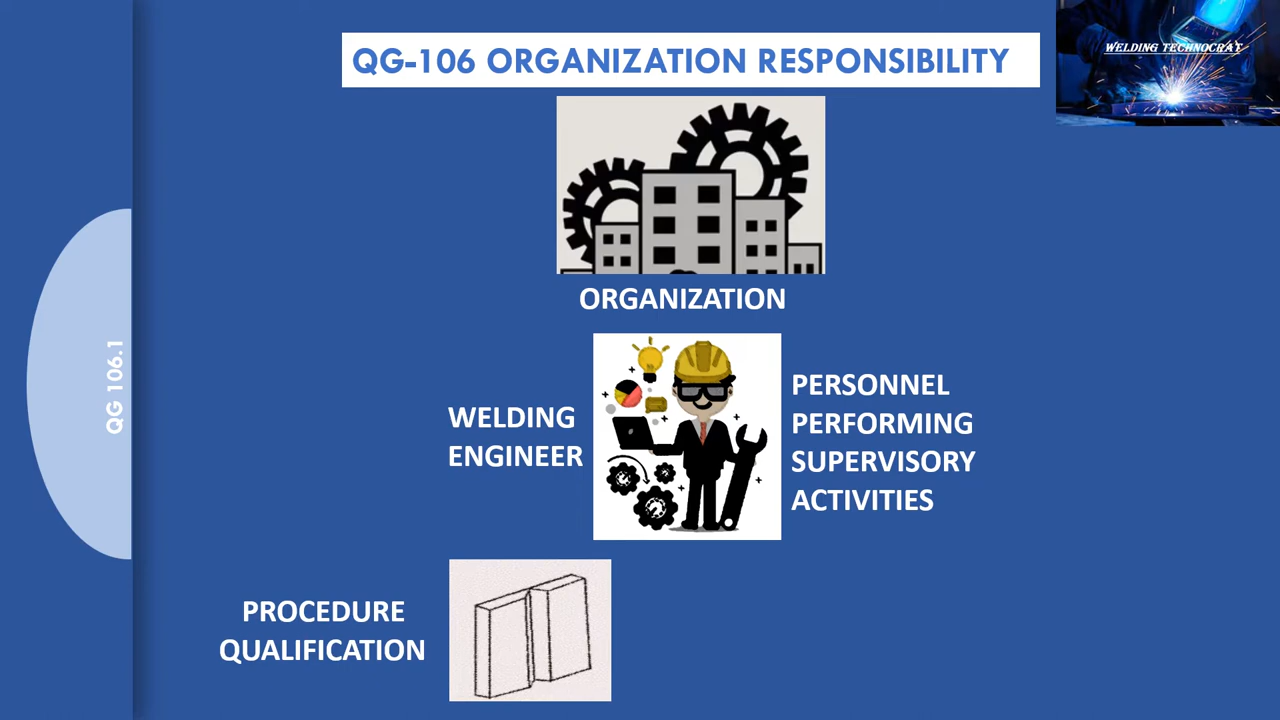 QG-106 ORGANIZATION RESPONSIBILITY
WELDING TECHNOCRAT
ORGANIZATION
QG 106.1
WELDING
ENGINEER
PERSONNEL
PERFORMING
SUPERVISORY
ACTIVITIES
PROCEDURE
QUALIFICATION